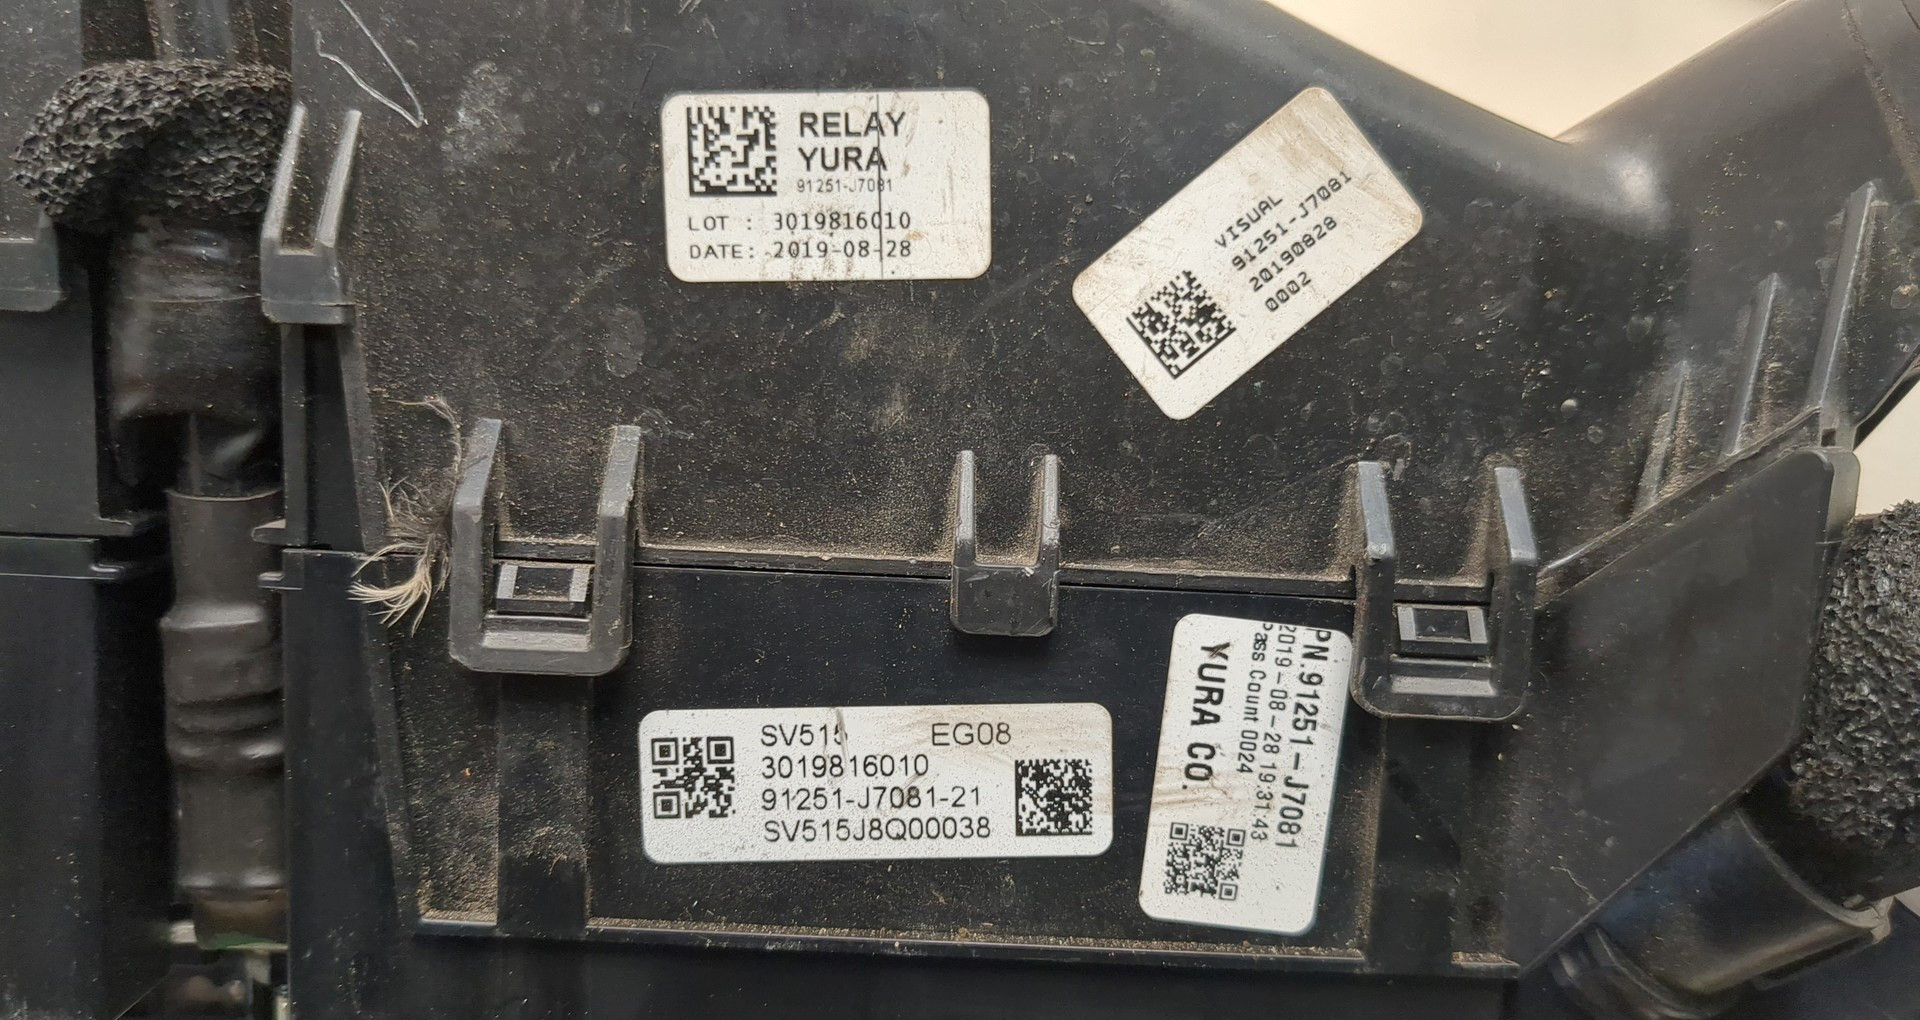 RELAY
YURA
91251-J7081
LOT : 3019816010
DATE: 2019-08-28
VISUAL
91251-J7081
20190828
0002
SV515 EG08
3019816010
91251-J7081-21
SV515J8Q00038
PN.91251-J7081
2019-08-28 19:31:43
Pass Count 0024
YURA CO.